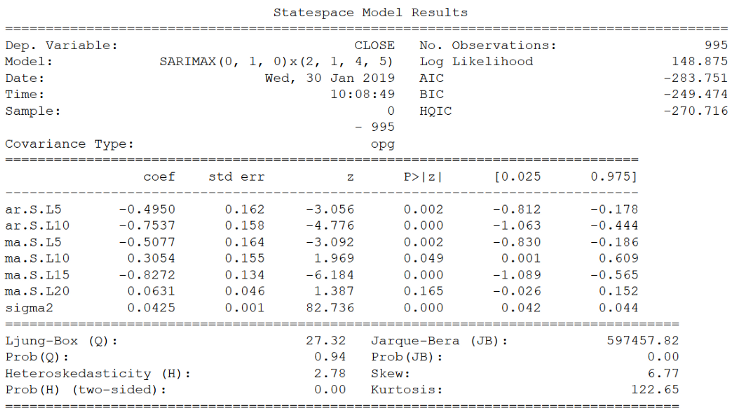 Statespace Model Results
==============================================================================
Dep. Variable: CLOSE No. Observations: 995
Model: SARIMAX(0, 1, 0)x(2, 1, 4, 5) Log Likelihood 148.875
Date: Wed, 30 Jan 2019 AIC -283.751
Time: 10:08:49 BIC -249.474
Sample: 0 HQIC -270.716
- 995
Covariance Type: opg
==============================================================================
coef std err z P>|z| [0.025 0.975]
------------------------------------------------------------------------------
ar.S.L5 -0.4950 0.162 -3.056 0.002 -0.812 -0.178
ar.S.L10 -0.7537 0.158 -4.776 0.000 -1.063 -0.444
ma.S.L5 -0.5077 0.164 -3.092 0.002 -0.830 -0.186
ma.S.L10 0.3054 0.155 1.969 0.049 0.001 0.609
ma.S.L15 -0.8272 0.134 -6.184 0.000 -1.089 -0.565
ma.S.L20 0.0631 0.046 1.387 0.165 -0.026 0.152
sigma2 0.0425 0.001 82.736 0.000 0.042 0.044
==============================================================================
Ljung-Box (Q): 27.32 Jarque-Bera (JB): 597457.82
Prob(Q): 0.94 Prob(JB): 0.00
Heteroskedasticity (H): 2.78 Skew: 6.77
Prob(H) (two-sided): 0.00 Kurtosis: 122.65
==============================================================================